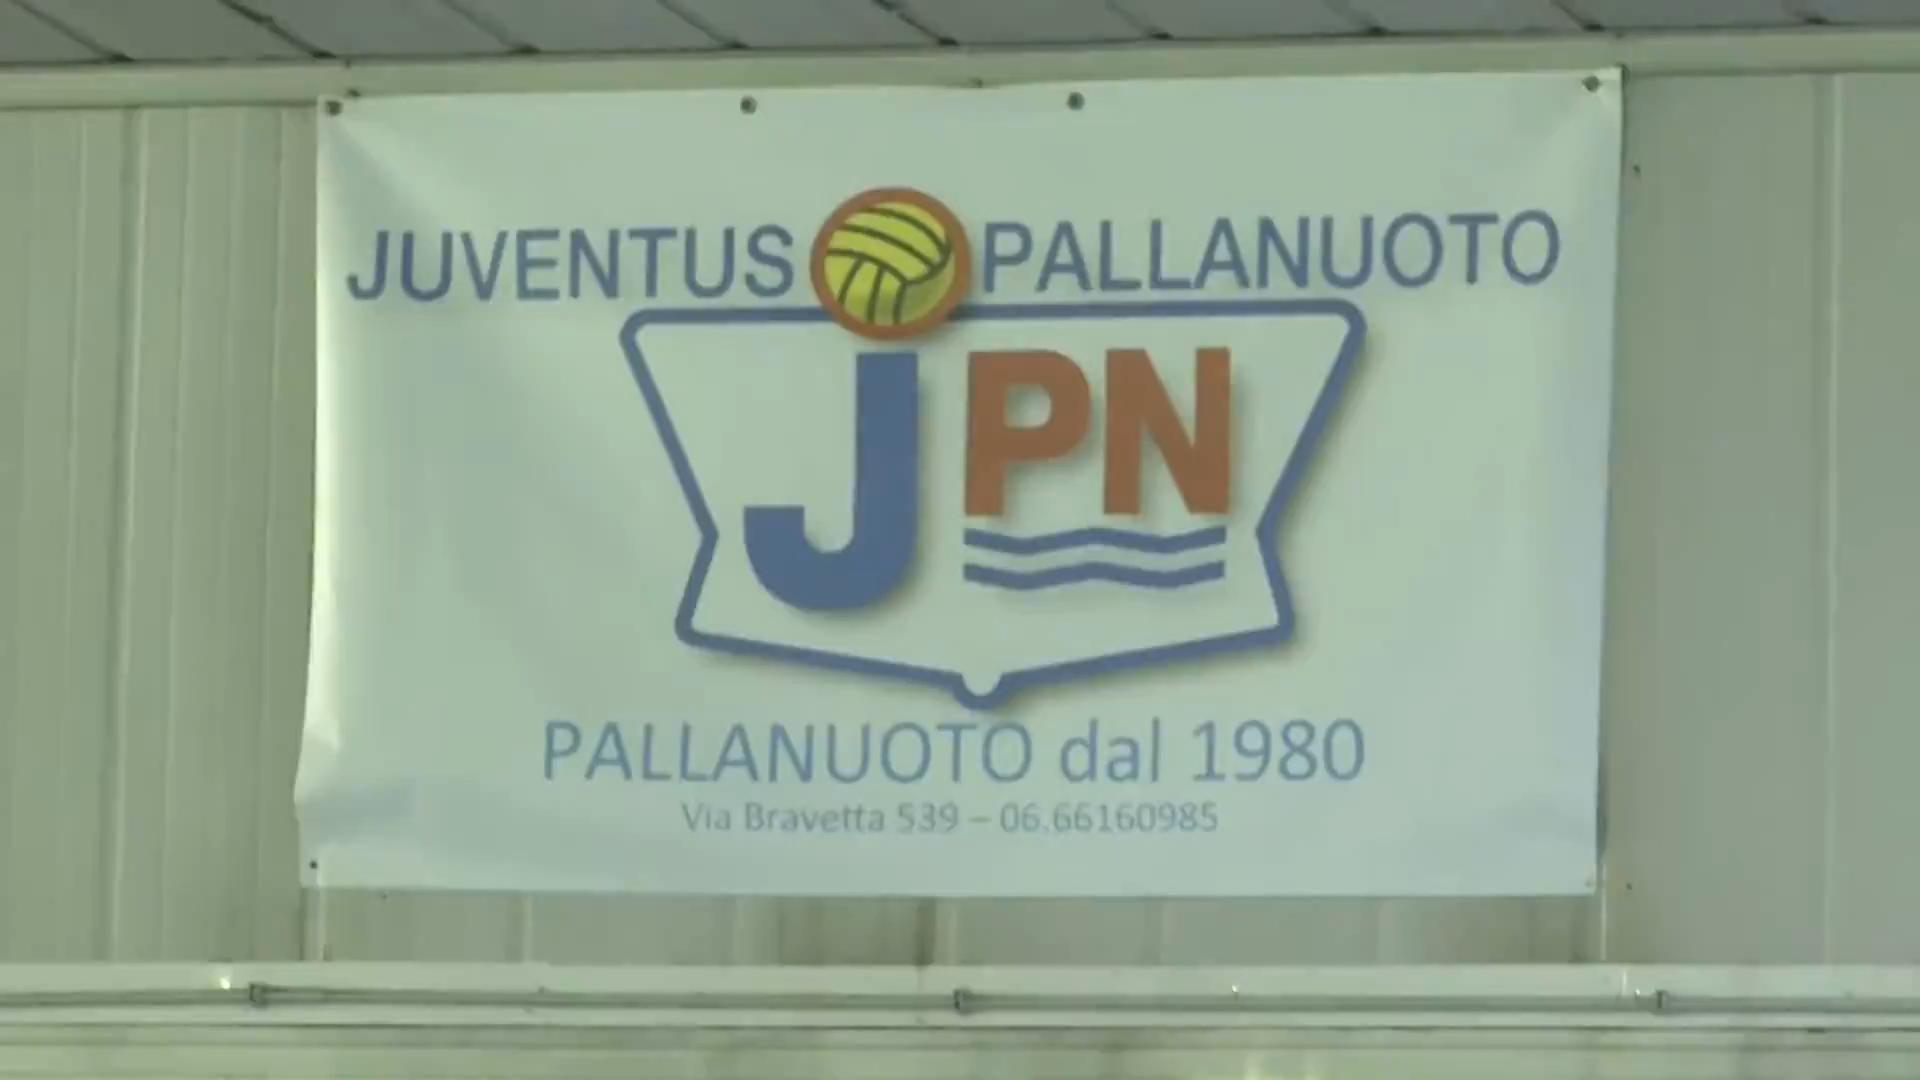 JUVENTUS PALLANUOTO
JPN
PALLANUOTO dal 1980
Via Bravetta 539 – 06.66160985